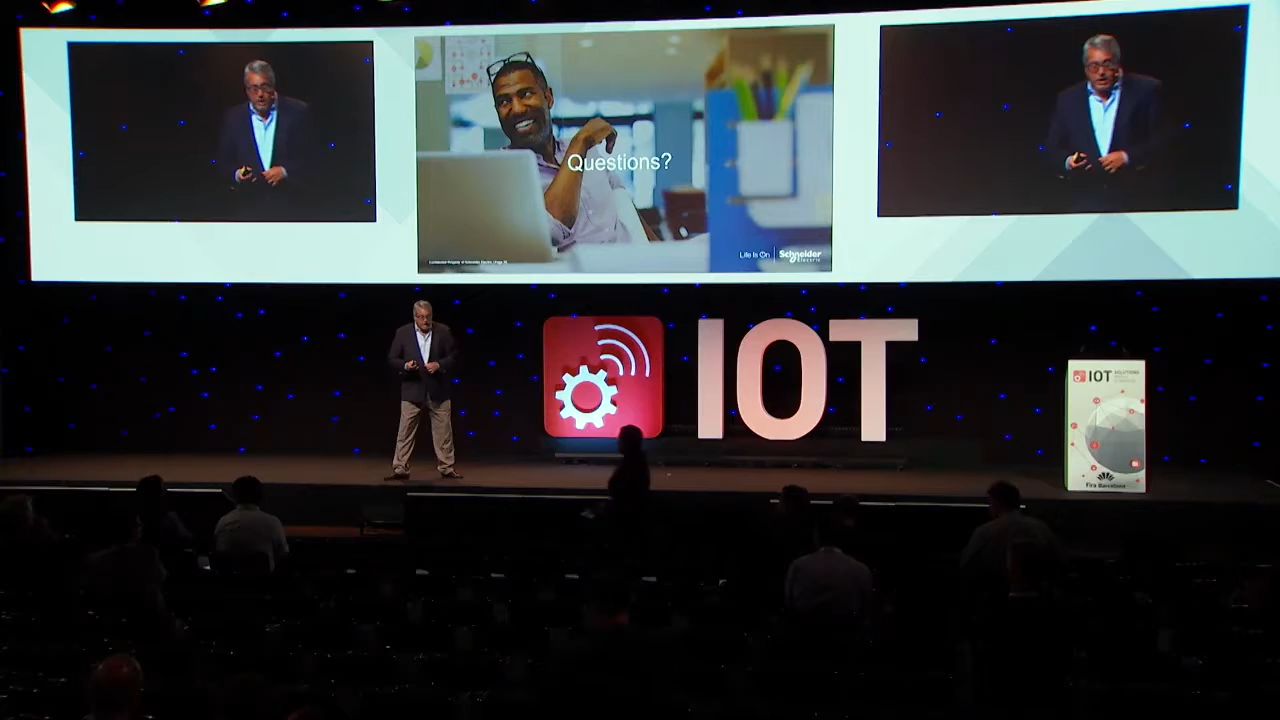 Questions?
Life Is On
Schneider
Electric
IOT
IOT SOLUTIONS
Fira Barcelona